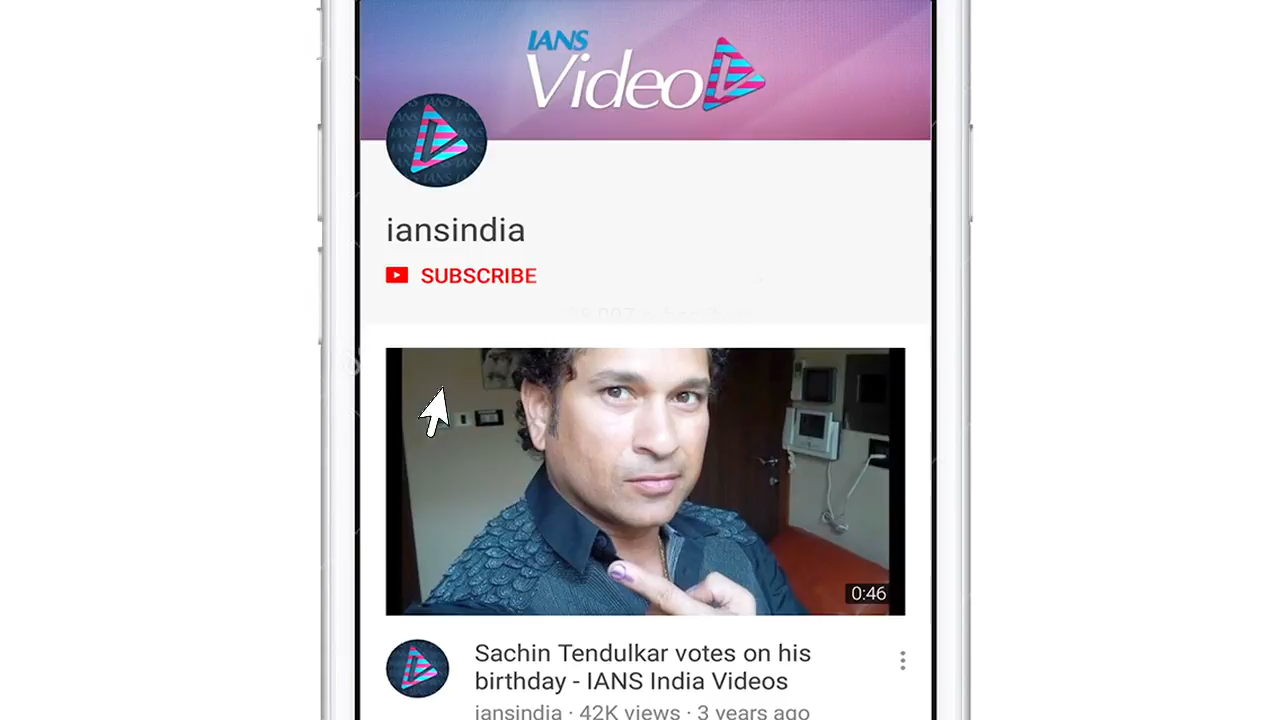 IANS
Video
iansindia
SUBSCRIBE
0:46
Sachin Tendulkar votes on his
birthday - IANS India Videos
iansindia · 42K views · 3 years ago